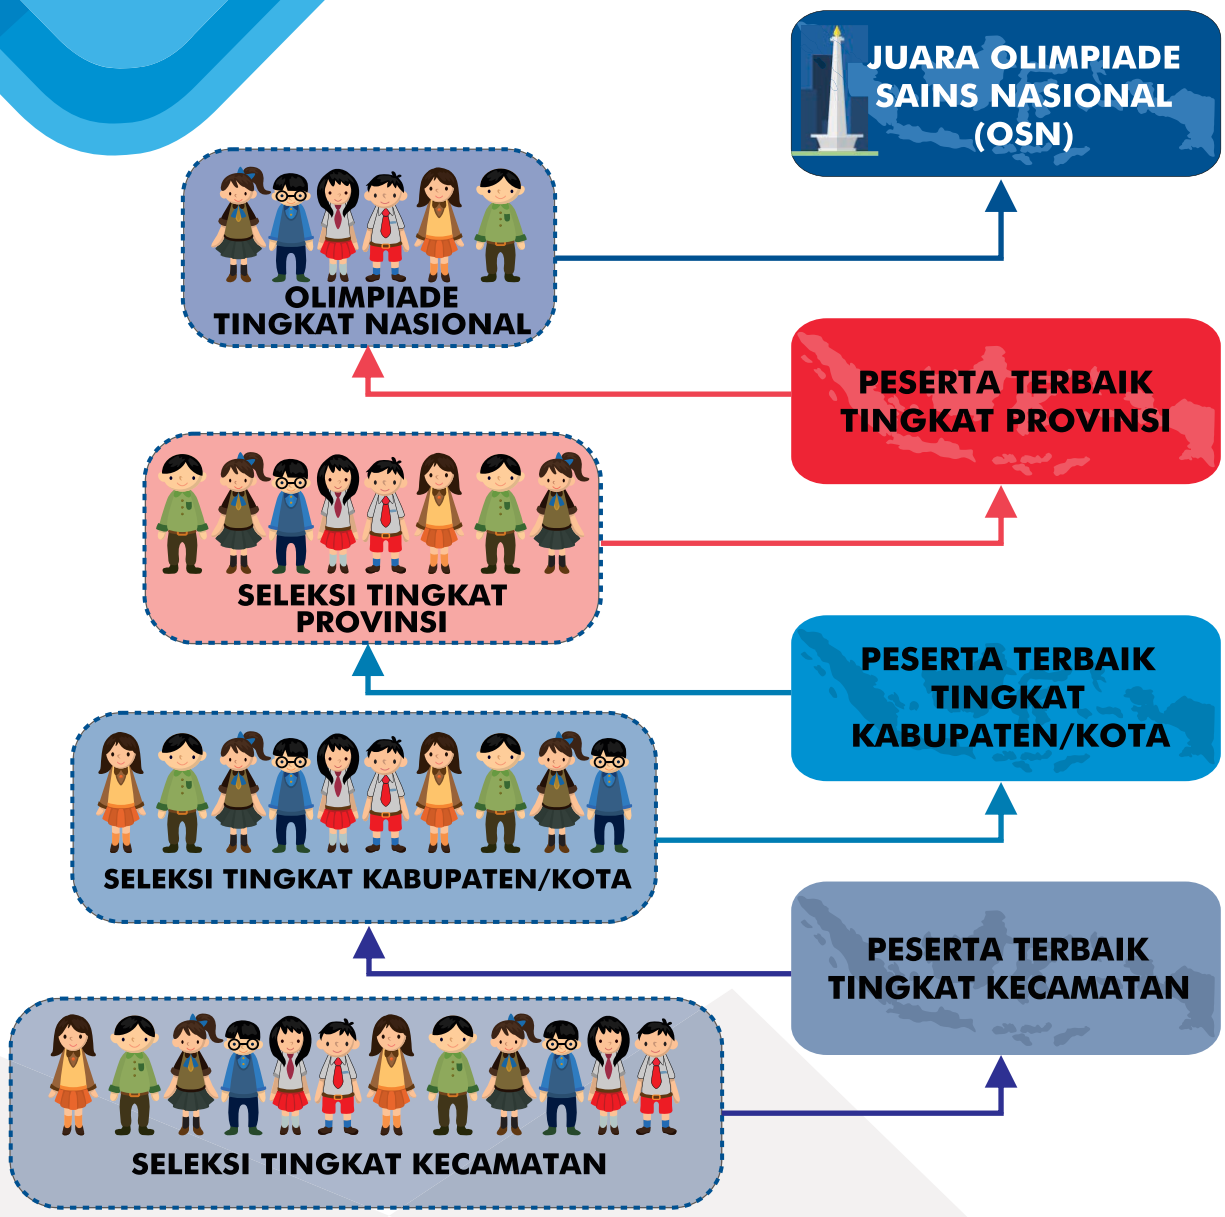 JUARA OLIMPIADE
SAINS NASIONAL
(OSN)
OLIMPIADE
TINGKAT NASIONAL
PESERTA TERBAIK
TINGKAT PROVINSI
SELEKSI TINGKAT
PROVINSI
PESERTA TERBAIK
TINGKAT
KABUPATEN/KOTA
SELEKSI TINGKAT KABUPATEN/KOTA
PESERTA TERBAIK
TINGKAT KECAMATAN
SELEKSI TINGKAT KECAMATAN